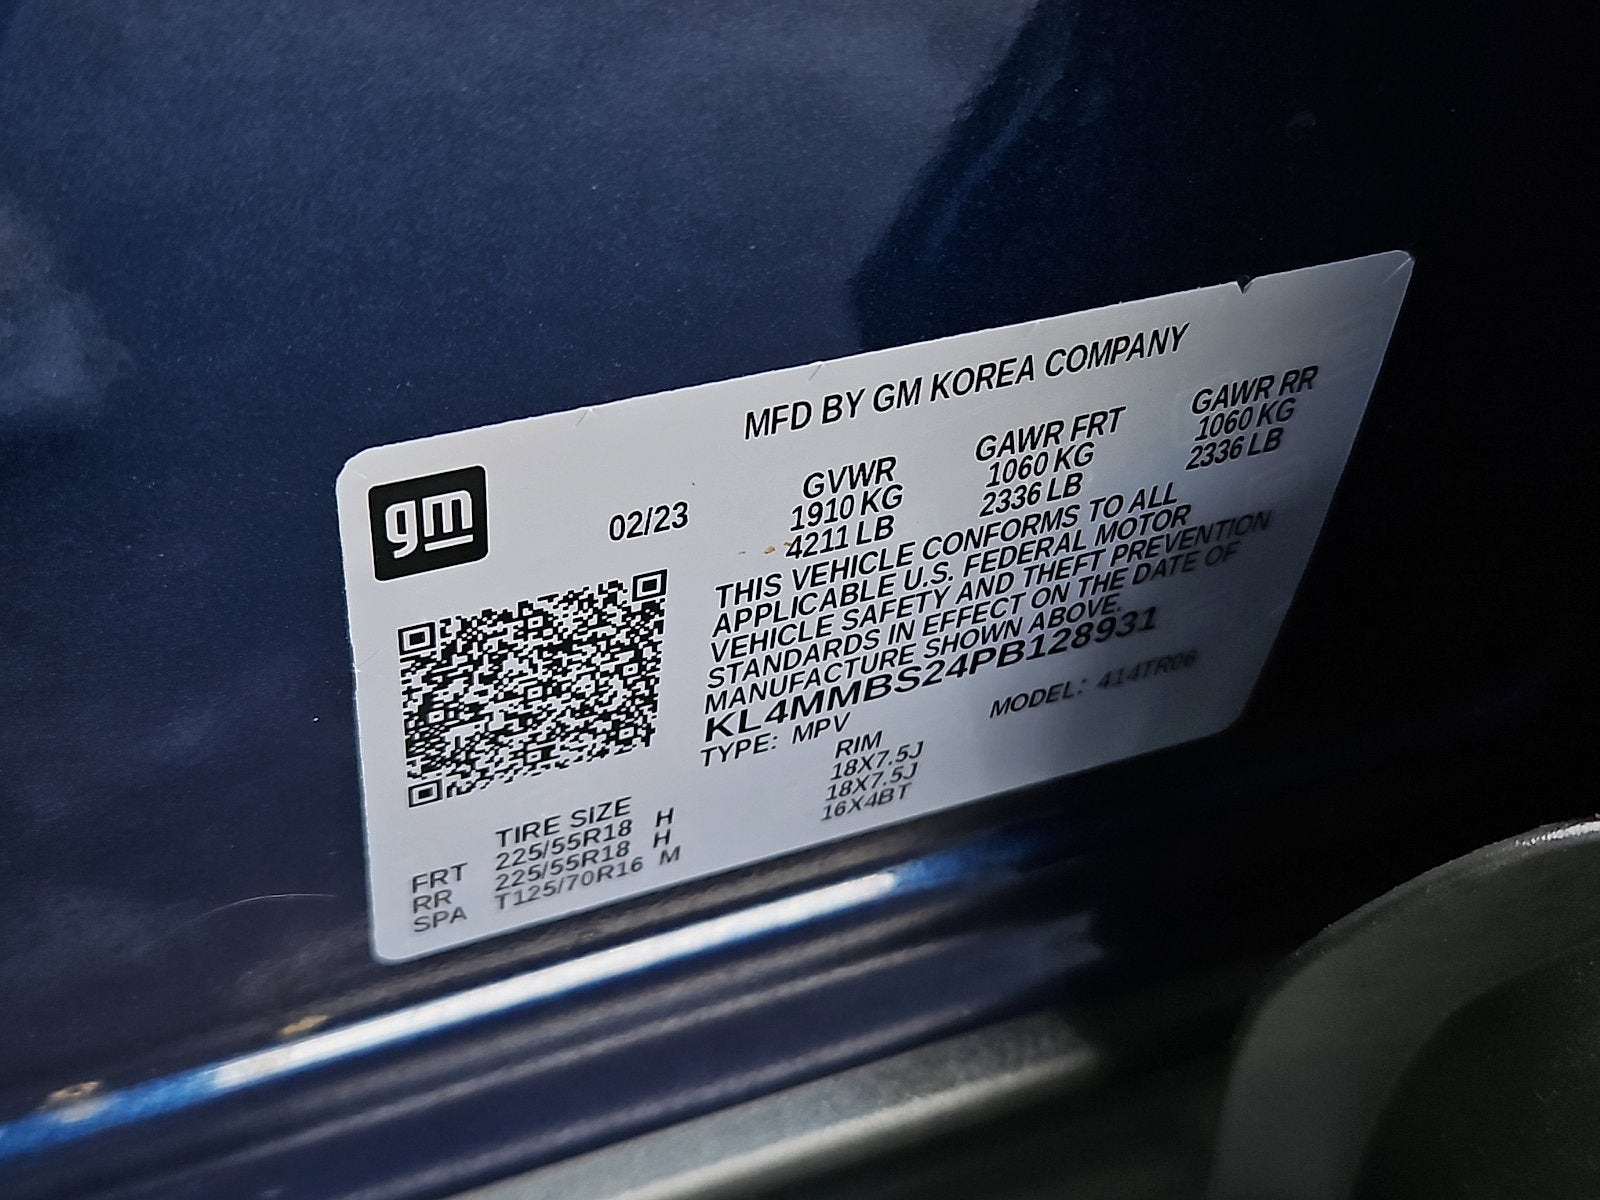 MFD BY GM KOREA COMPANY
gm
02/23
GVWR GAWR FRT GAWR RR
1910 KG 1060 KG 1060 KG
4211 LB 2336 LB 2336 LB
THIS VEHICLE CONFORMS TO ALL
APPLICABLE U.S. FEDERAL MOTOR
VEHICLE SAFETY AND THEFT PREVENTION
STANDARDS IN EFFECT ON THE DATE OF
MANUFACTURE SHOWN ABOVE.
KL4MMBS24PB128931
TYPE: MPV MODEL: 414TR06
TIRE SIZE RIM
FRT 225/55R18 H 18X7.5J
RR 225/55R18 H 18X7.5J
SPA T125/70R16 M 16X4BT